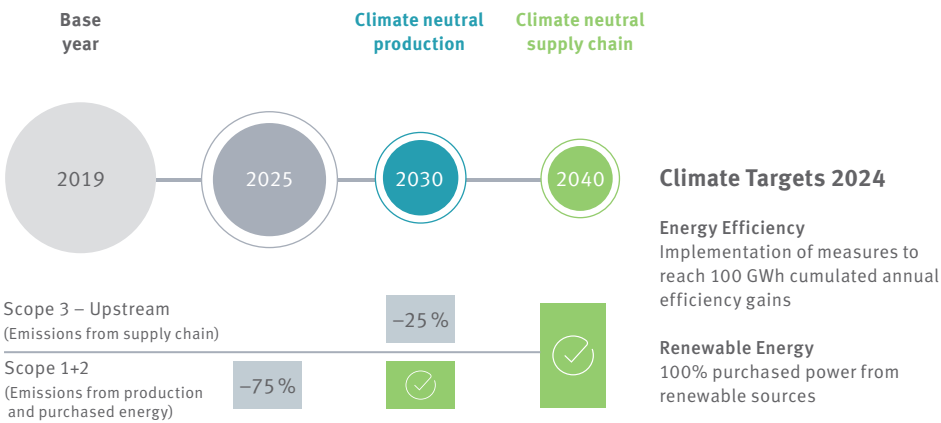 Base
year
Climate neutral
production
Climate neutral
supply chain
2019
2025
2030
2040
Climate Targets 2024
Energy Efficiency
Implementation of measures to
reach 100 GWh cumulated annual
efficiency gains
Renewable Energy
100% purchased power from
renewable sources
Scope 3 – Upstream
(Emissions from supply chain)
–25 %
Scope 1+2
(Emissions from production
and purchased energy)
–75 %